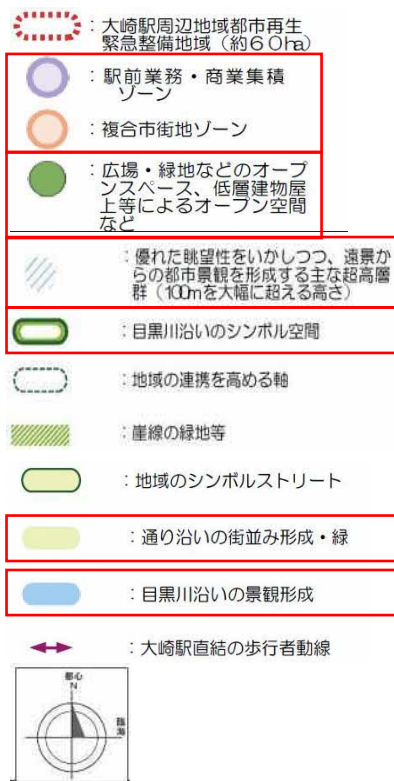 ：大崎駅周辺地域都市再生
緊急整備地域（約６０ha）
：駅前業務・商業集積
ゾーン
：複合市街地ゾーン
：広場・緑地などのオープ
ンスペース、低層建物屋
上等によるオープン空間
など
：優れた眺望性をいかしつつ、遠景か
らの都市景観を形成する主な超高層
群（100mを大幅に超える高さ）
：目黒川沿いのシンボル空間
：地域の連携を高める軸
：崖線の緑地等
：地域のシンボルストリート
：通り沿いの街並み形成・緑
：目黒川沿いの景観形成
：大崎駅直結の歩行者動線
都心
N
臨海